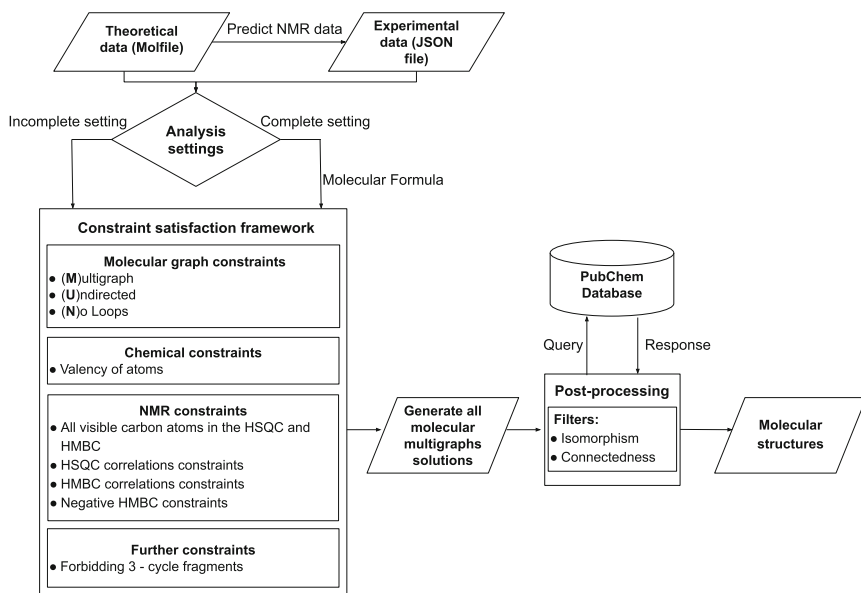 Theoretical
data (Molfile)
Predict NMR data
Experimental
data (JSON
file)
Incomplete setting
Analysis
settings
Complete setting
Molecular Formula
Constraint satisfaction framework
Molecular graph constraints
● (M)ultigraph
● (U)ndirected
● (N)o Loops
Chemical constraints
● Valency of atoms
NMR constraints
● All visible carbon atoms in the HSQC and
HMBC
● HSQC correlations constraints
● HMBC correlations constraints
● Negative HMBC constraints
Further constraints
● Forbidding 3 - cycle fragments
Generate all
molecular
multigraphs
solutions
PubChem
Database
Query
Response
Post-processing
Filters:
● Isomorphism
● Connectedness
Molecular
structures